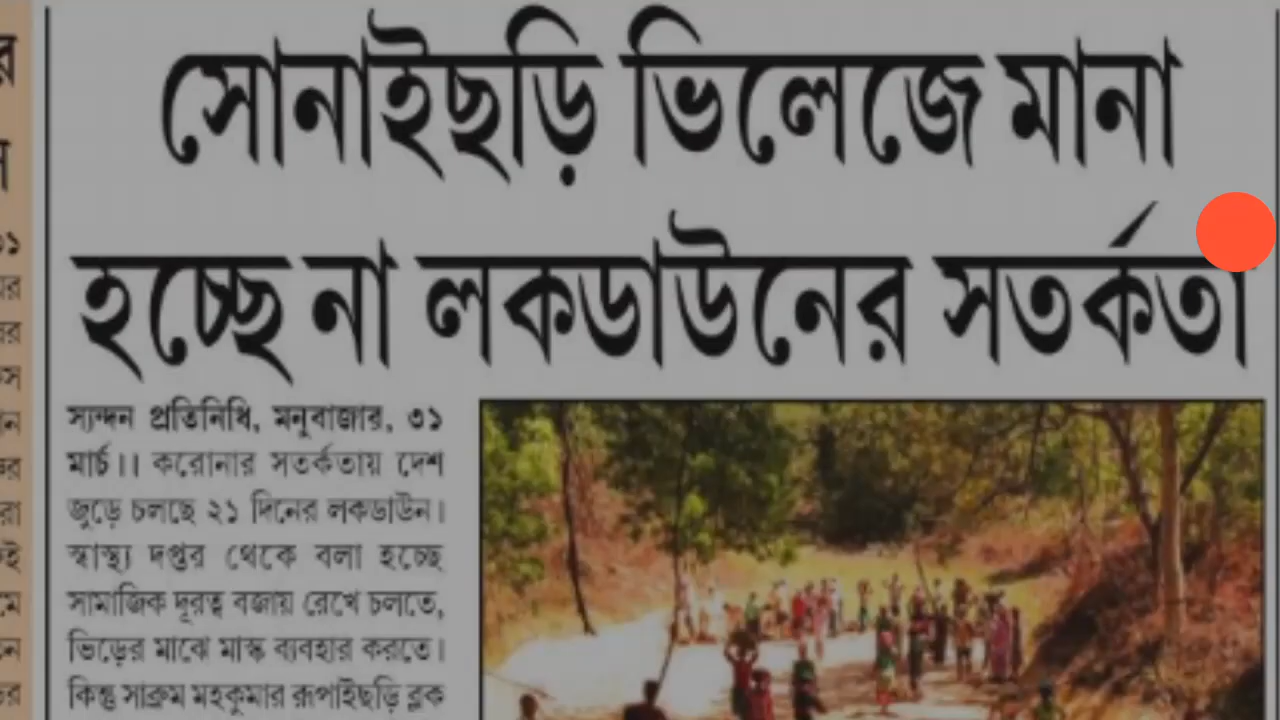 সোনাইছড়ি ভিলেজে মানা
হচ্ছে না লকডাউনের সতর্কতা
স্যন্দন প্রতিনিধি, মনুবাজার, ৩১
মার্চ।। করোনার সতর্কতায় দেশ
জুড়ে চলছে ২১ দিনের লকডাউন।
স্বাস্থ্য দপ্তর থেকে বলা হচ্ছে
সামাজিক দূরত্ব বজায় রেখে চলতে,
ভিড়ের মাঝে মাস্ক ব্যবহার করতে।
কিন্তু সাব্রুম মহকুমার রূপাইছড়ি ব্লক